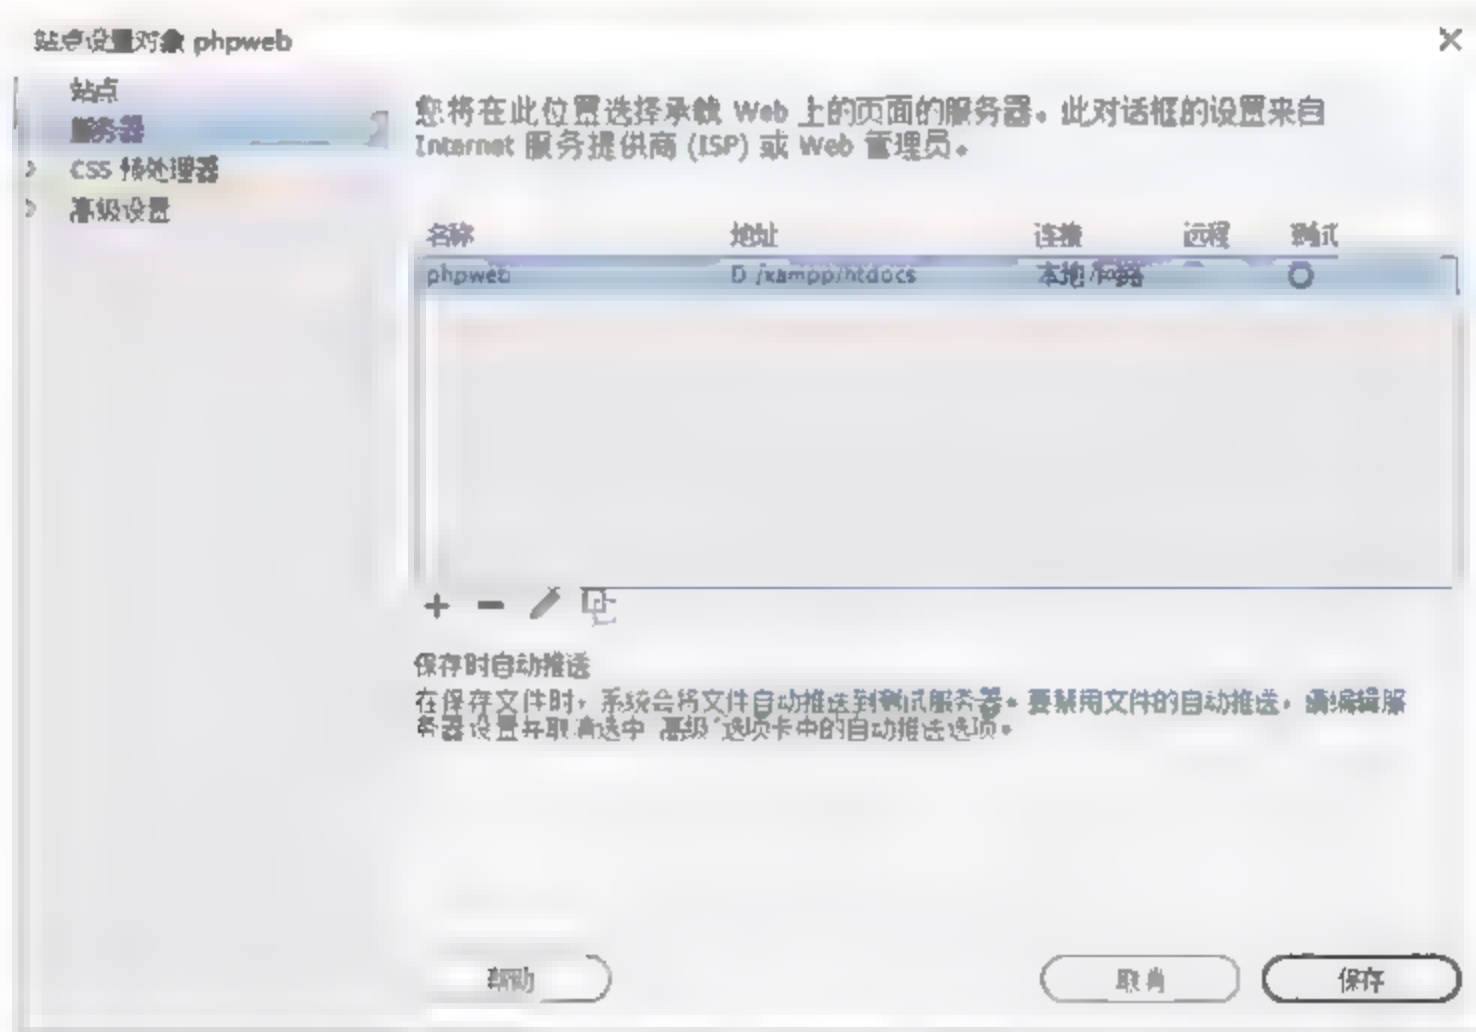 站点设置对象 phpweb
站点
服务器
CSS 预处理器
高级设置
您将在此位置选择承载 Web 上的页面的服务器。此对话框的设置来自
Internet 服务提供商 (ISP) 或 Web 管理员。
名称 地址 连接 远程 测试
phpweb D:/xampp/htdocs 本地/网络
保存时自动推送
在保存文件时，系统会将文件自动推送到测试服务器。要禁用文件的自动推送，请编辑服
务器设置并取消选中"高级"选项卡中的自动推送选项。
帮助 取消 保存